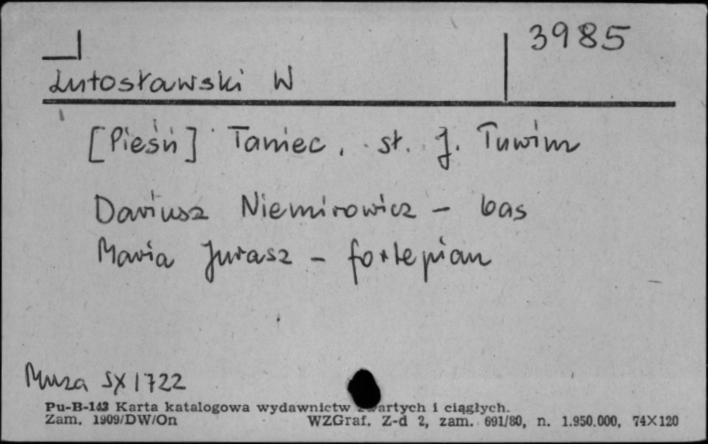 3985
Lutosławski W
[Pieśń] Taniec, sł. J. Tuwim
Dariusz Niemirowicz - bas
Maria Jurasz - fortepian
Muza SX 1722
Pu-B-143 Karta katalogowa wydawnictw zwartych i ciągłych.
Zam. 1909/DW/On WZGraf. Z-d 2, zam. 691/80, n. 1.950.000, 74X120